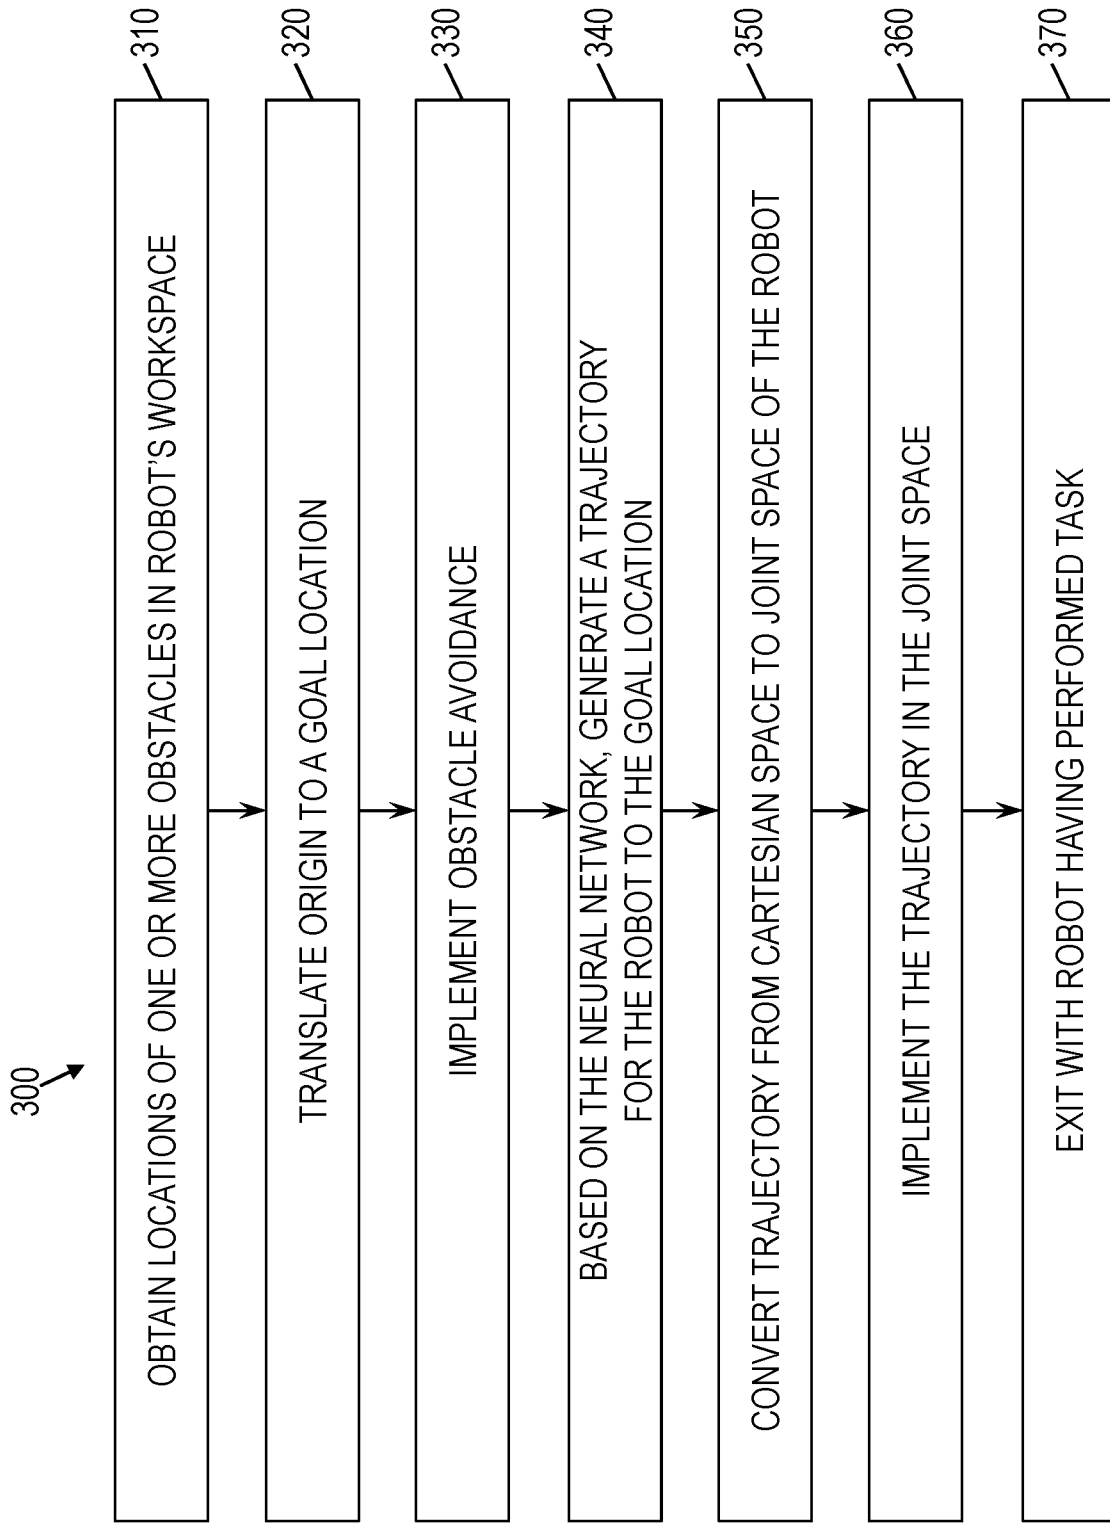 300
OBTAIN LOCATIONS OF ONE OR MORE OBSTACLES IN ROBOT'S WORKSPACE
310
TRANSLATE ORIGIN TO A GOAL LOCATION
320
IMPLEMENT OBSTACLE AVOIDANCE
330
BASED ON THE NEURAL NETWORK, GENERATE A TRAJECTORY
FOR THE ROBOT TO THE GOAL LOCATION
340
CONVERT TRAJECTORY FROM CARTESIAN SPACE TO JOINT SPACE OF THE ROBOT
350
IMPLEMENT THE TRAJECTORY IN THE JOINT SPACE
360
EXIT WITH ROBOT HAVING PERFORMED TASK
370